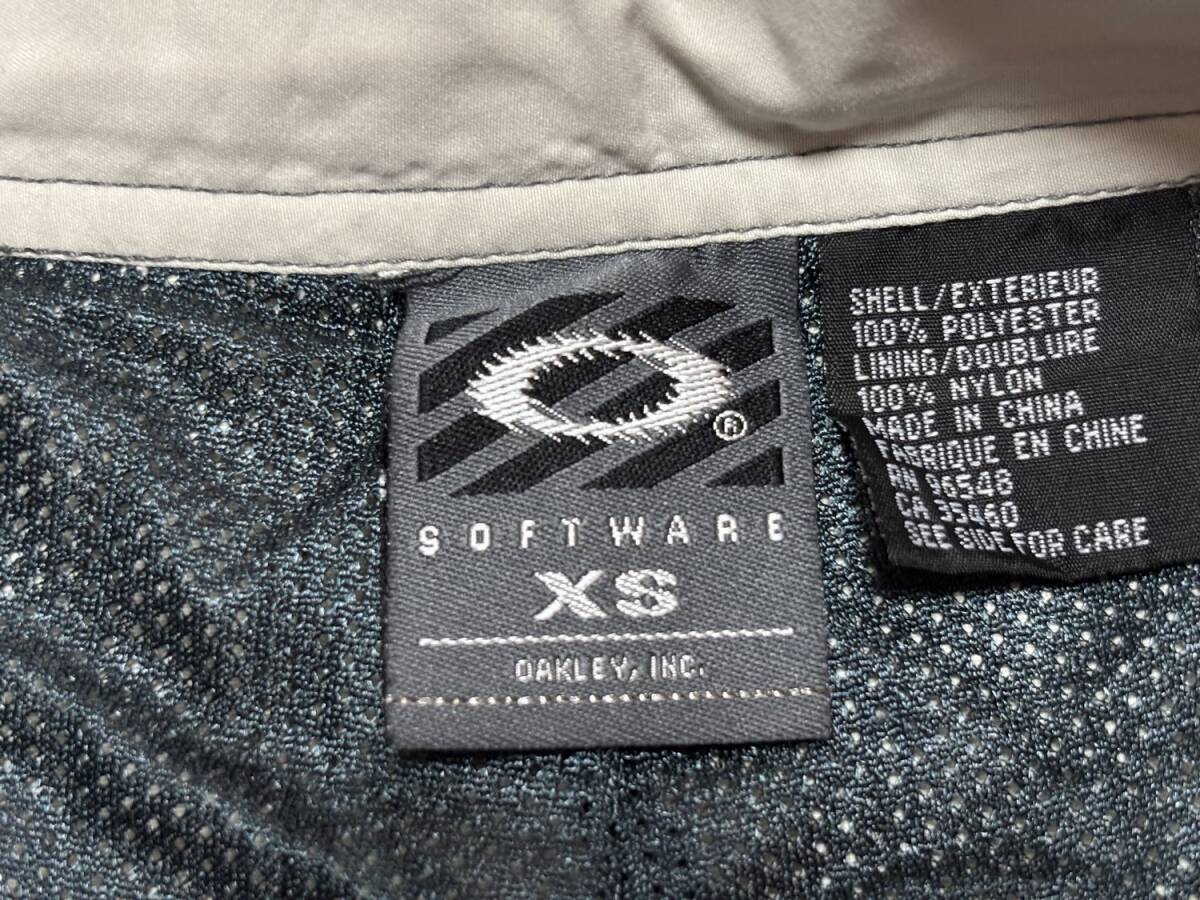 ®
SOFTWARE
XS
OAKLEY, INC.
SHELL/EXTERIEUR
100% POLYESTER
LINING/DOUBLURE
100% NYLON
MADE IN CHINA
FABRIQUE EN CHINE
RN 96548
CA 35460
SEE SIDE FOR CARE